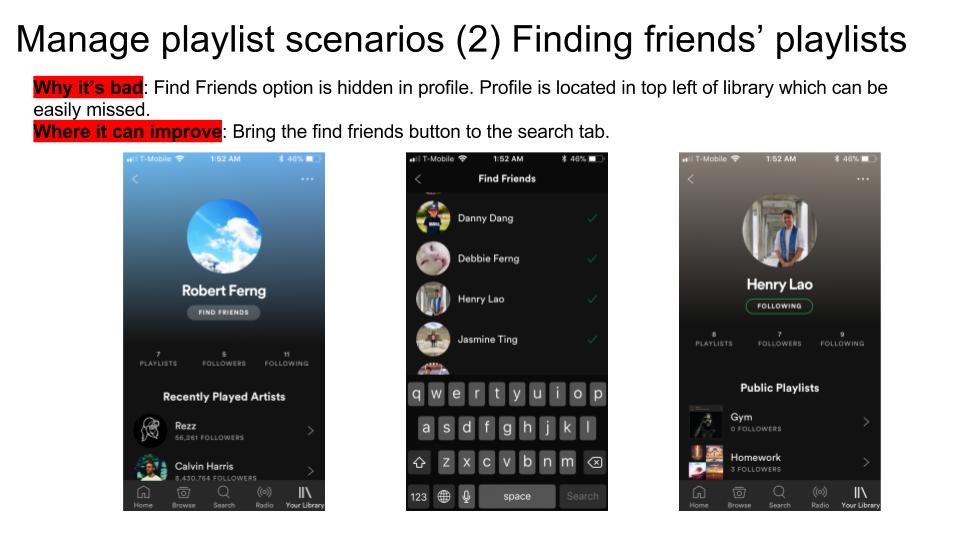 Manage playlist scenarios (2) Finding friends’ playlists
Why it’s bad: Find Friends option is hidden in profile. Profile is located in top left of library which can be
easily missed.
Where it can improve: Bring the find friends button to the search tab.
T-Mobile 1:52 AM 46%
Robert Ferng
FIND FRIENDS
7 5 11
PLAYLISTS FOLLOWERS FOLLOWING
Recently Played Artists
Rezz
56,261 FOLLOWERS
Calvin Harris
8,430,764 FOLLOWERS
Home Browse Search Radio Your Library
T-Mobile 1:52 AM 46%
Find Friends
Danny Dang
Debbie Ferng
Henry Lao
Jasmine Ting
q w e r t y u i o p
a s d f g h j k l
z x c v b n m
123 space Search
T-Mobile 1:52 AM 46%
Henry Lao
FOLLOWING
8 7 9
PLAYLISTS FOLLOWERS FOLLOWING
Public Playlists
Gym
0 FOLLOWERS
Homework
3 FOLLOWERS
Home Browse Search Radio Your Library